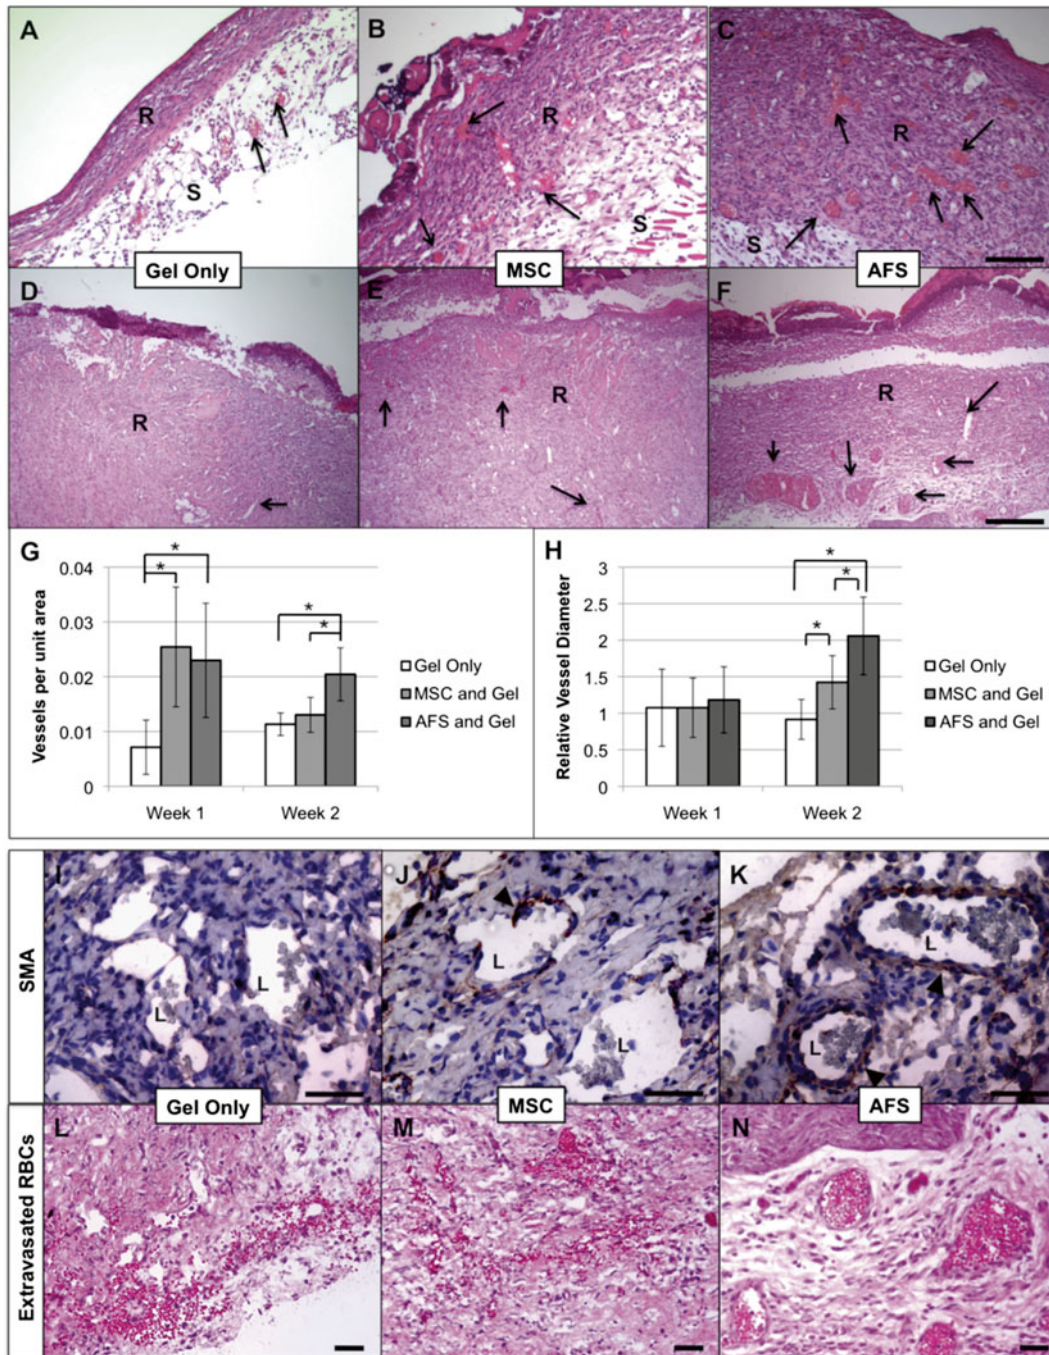 A
B
C
R
R
R
S
S
S
Gel Only
MSC
AFS
D
E
F
R
R
R
G
Vessels per unit area
0.04
0.03
0.02
0.01
0
* * * *
Week 1
Week 2
Gel Only
MSC and Gel
AFS and Gel
H
Relative Vessel Diameter
3
2.5
2
1.5
1
0.5
0
* * *
Week 1
Week 2
Gel Only
MSC and Gel
AFS and Gel
SMA
I
J
K
L
L
L
L
L
L
Gel Only
MSC
AFS
Extravasated RBCs
L
M
N